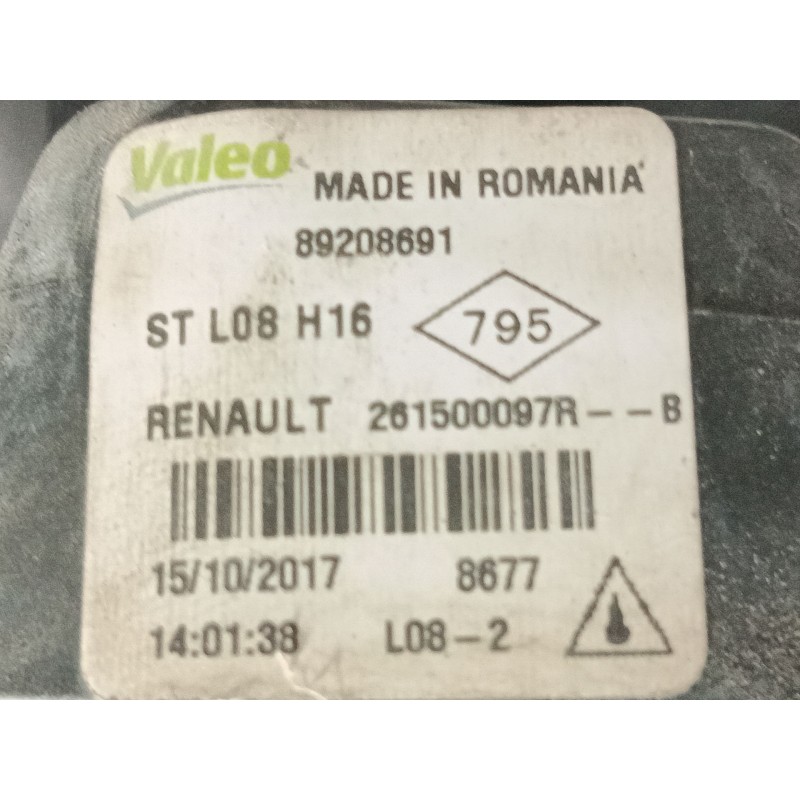 Valeo MADE IN ROMANIA
89208691
ST L08 H16 795
RENAULT 261500097R--B
15/10/2017 8677
14:01:38 L08-2